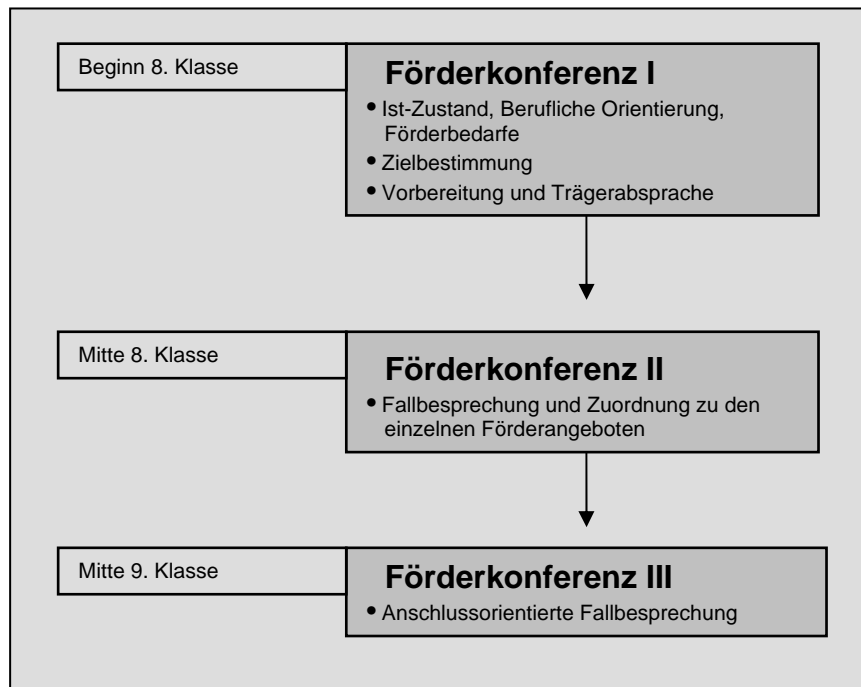 Beginn 8. Klasse
Förderkonferenz I
• Ist-Zustand, Berufliche Orientierung,
Förderbedarfe
• Zielbestimmung
• Vorbereitung und Trägerabsprache
Mitte 8. Klasse
Förderkonferenz II
• Fallbesprechung und Zuordnung zu den
einzelnen Förderangeboten
Mitte 9. Klasse
Förderkonferenz III
• Anschlussorientierte Fallbesprechung